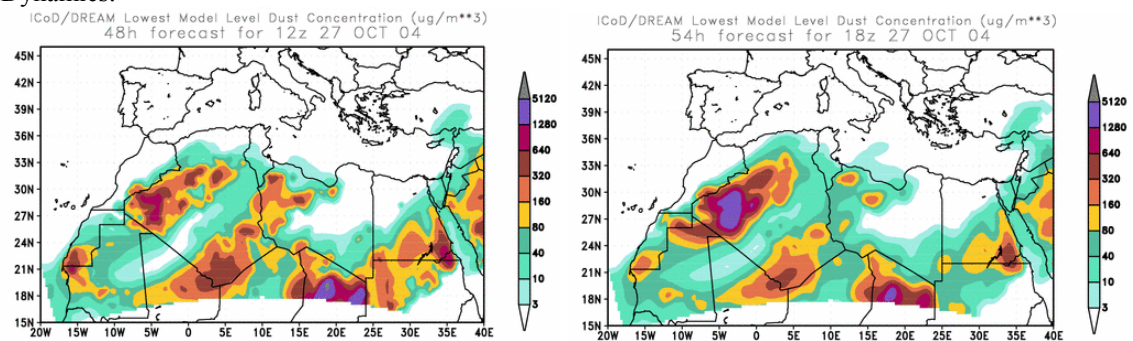 Dynamics.
ICoD/DREAM Lowest Model Level Dust Concentration (ug/m**3)
48h forecast for 12z 27 OCT 04
45N
42N
39N
36N
33N
30N
27N
24N
21N
18N
15N
20W 15W 10W 5W 0 5E 10E 15E 20E 25E 30E 35E 40E
5120
1280
640
320
160
80
40
10
3
ICoD/DREAM Lowest Model Level Dust Concentration (ug/m**3)
54h forecast for 18z 27 OCT 04
45N
42N
39N
36N
33N
30N
27N
24N
21N
18N
15N
20W 15W 10W 5W 0 5E 10E 15E 20E 25E 30E 35E 40E
5120
1280
640
320
160
80
40
10
3